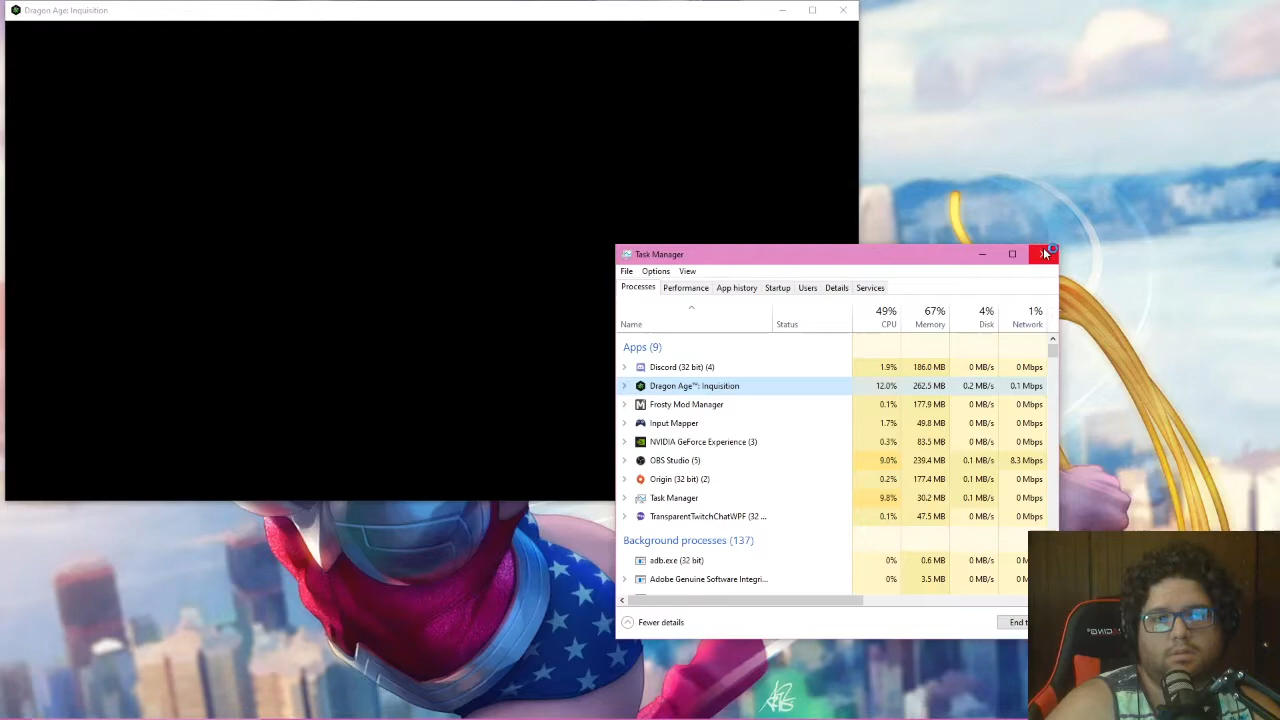 Dragon Age: Inquisition
Task Manager
File Options View
Processes Performance App history Startup Users Details Services
49% 67% 4% 1%
Name Status CPU Memory Disk Network
Apps (9)
Discord (32 bit) (4) 1.9% 186.0 MB 0 MB/s 0 Mbps
Dragon Age™: Inquisition 12.0% 262.5 MB 0.2 MB/s 0.1 Mbps
Frosty Mod Manager 0.1% 177.9 MB 0 MB/s 0 Mbps
Input Mapper 1.7% 49.8 MB 0 MB/s 0 Mbps
NVIDIA GeForce Experience (3) 0.3% 83.5 MB 0 MB/s 0 Mbps
OBS Studio (5) 9.0% 239.4 MB 0.1 MB/s 8.3 Mbps
Origin (32 bit) (2) 0.2% 177.4 MB 0.1 MB/s 0 Mbps
Task Manager 9.8% 30.2 MB 0.1 MB/s 0 Mbps
TransparentTwitchChatWPF (32 ... 0.1% 47.5 MB 0 MB/s 0 Mbps
Background processes (137)
adb.exe (32 bit) 0% 0.6 MB 0 MB/s 0 M
Adobe Genuine Software Integri... 0% 3.5 MB 0 MB/s 0 M
Fewer details End t